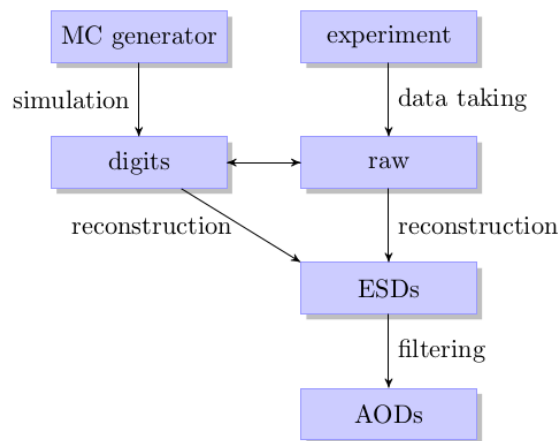 MC generator
experiment
simulation
data taking
digits
raw
reconstruction
reconstruction
ESDs
filtering
AODs